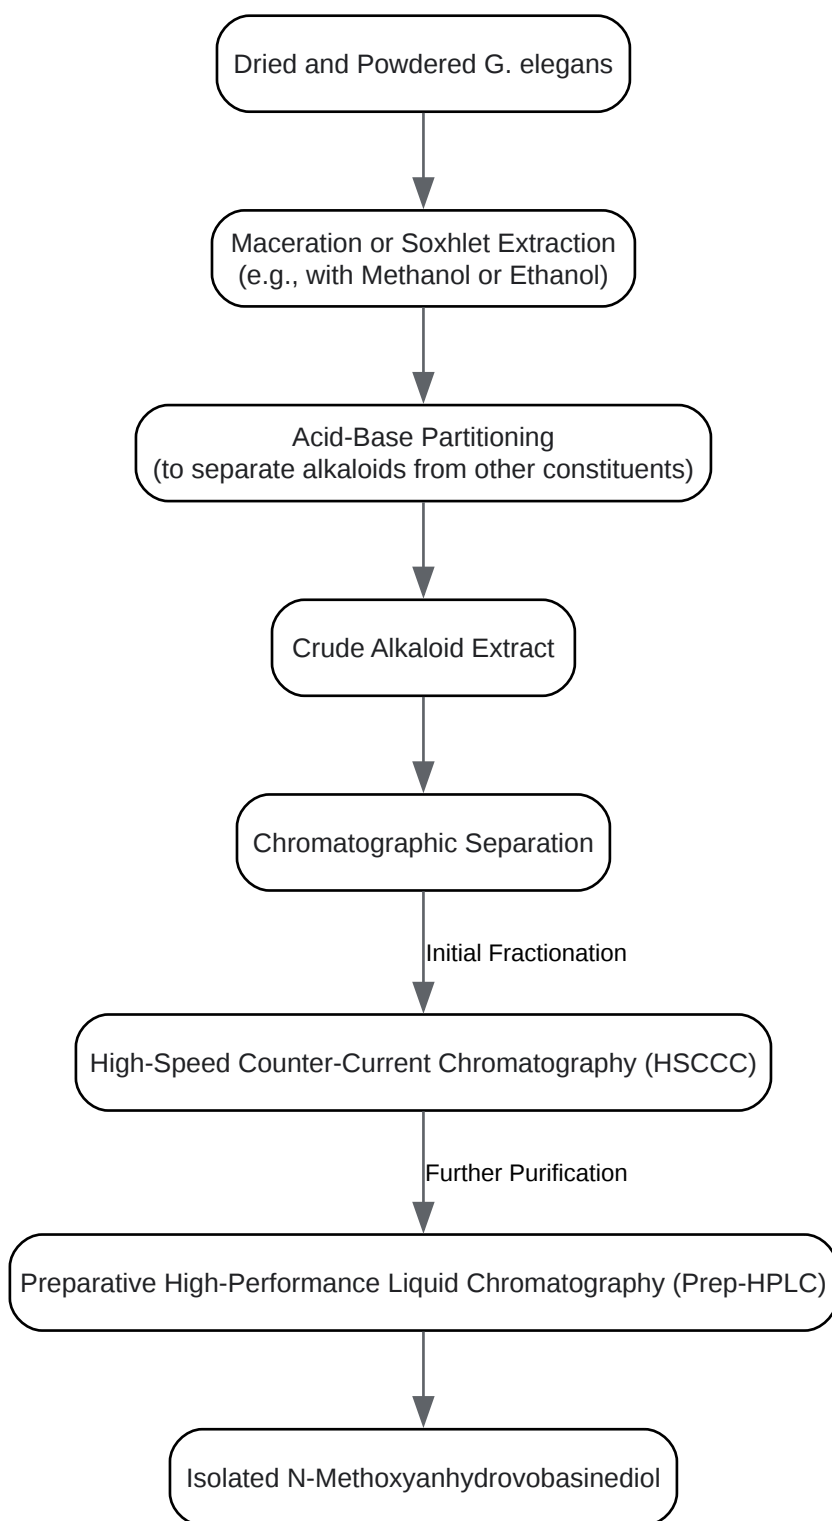 Dried and Powdered G. elegans
Maceration or Soxhlet Extraction
(e.g., with Methanol or Ethanol)
Acid-Base Partitioning
(to separate alkaloids from other constituents)
Crude Alkaloid Extract
Chromatographic Separation
Initial Fractionation
High-Speed Counter-Current Chromatography (HSCCC)
Further Purification
Preparative High-Performance Liquid Chromatography (Prep-HPLC)
Isolated N-Methoxyanhydrovobasinediol